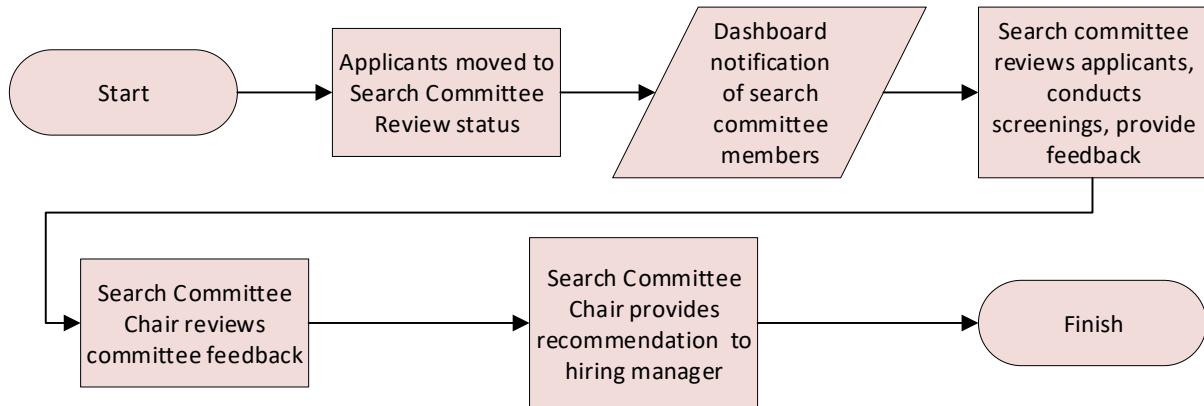 Start
Applicants moved to
Search Committee
Review status
Dashboard
notification
of search
committee
members
Search committee
reviews applicants,
conducts
screenings, provide
feedback
Search Committee
Chair reviews
committee feedback
Search Committee
Chair provides
recommendation  to
hiring manager
Finish